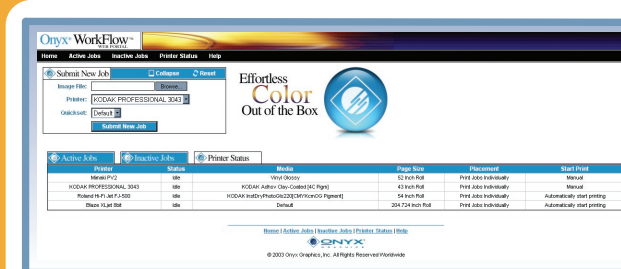 Onyx® WorkFlow™
WEB PORTAL
Home Active Jobs Inactive Jobs Printer Status Help
Submit New Job Collapse Reset
Image File: Browse...
Printer: KODAK PROFESSIONAL 3043
Quickset: Default
Submit New Job
Effortless
Color
Out of the Box
Active Jobs Inactive Jobs Printer Status
Printer Status Media Page Size Placement Start Print
Mimaki PV2 Idle Vinyl Glossy 52 Inch Roll Print Jobs Individually Manual
KODAK PROFESSIONAL 3043 Idle KODAK Adhsv Clay-Coated [4C Pgm] 43 Inch Roll Print Jobs Individually Manual
Roland Hi-Fi Jet FJ-500 Idle KODAK InstDryPhotoGls220[CMYKcmOG Pigment] 54 Inch Roll Print Jobs Individually Automatically start printing
Blaze XLjet 8bit Idle Default 204.724 Inch Roll Print Jobs Individually Automatically start printing
Home | Active Jobs | Inactive Jobs | Printer Status | Help
ONYX®
GRAPHICS
© 2003 Onyx Graphics, Inc. All Rights Reserved Worldwide